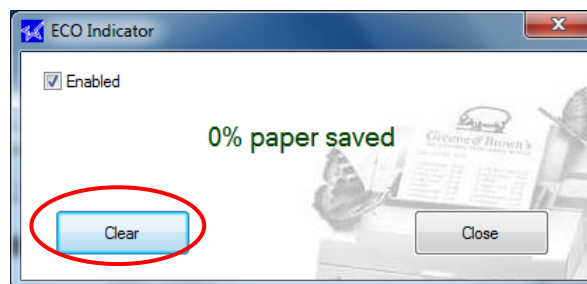 ECO Indicator
Enabled
0% paper saved
Greene & Brown's
Clear
Close